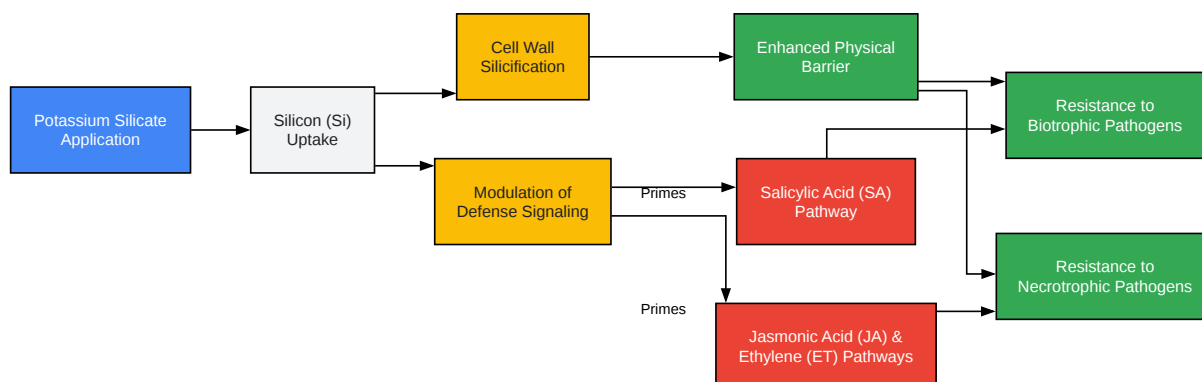 Potassium Silicate
Application
Silicon (Si)
Uptake
Cell Wall
Silicification
Modulation of
Defense Signaling
Enhanced Physical
Barrier
Primes
Salicylic Acid (SA)
Pathway
Primes
Jasmonic Acid (JA) &
Ethylene (ET) Pathways
Resistance to
Biotrophic Pathogens
Resistance to
Necrotrophic Pathogens